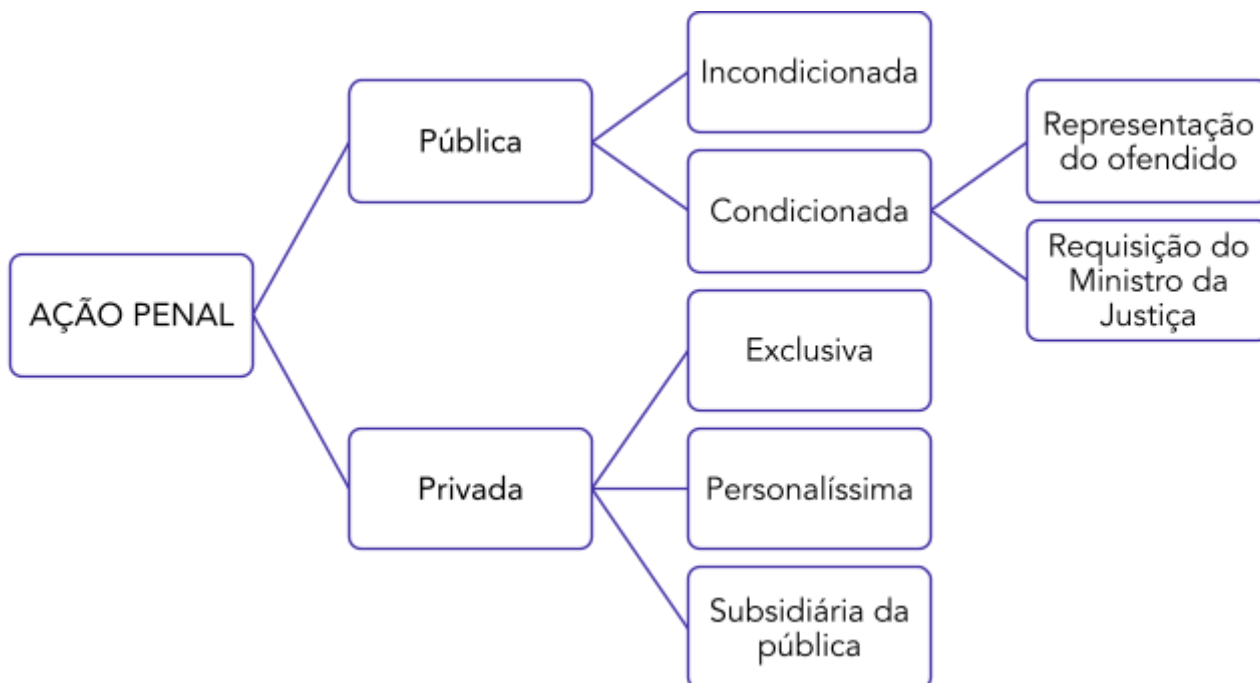 AÇÃO PENAL
Pública
Incondicionada
Condicionada
Representação
do ofendido
Requisição do
Ministro da
Justiça
Privada
Exclusiva
Personalíssima
Subsidiária da
pública